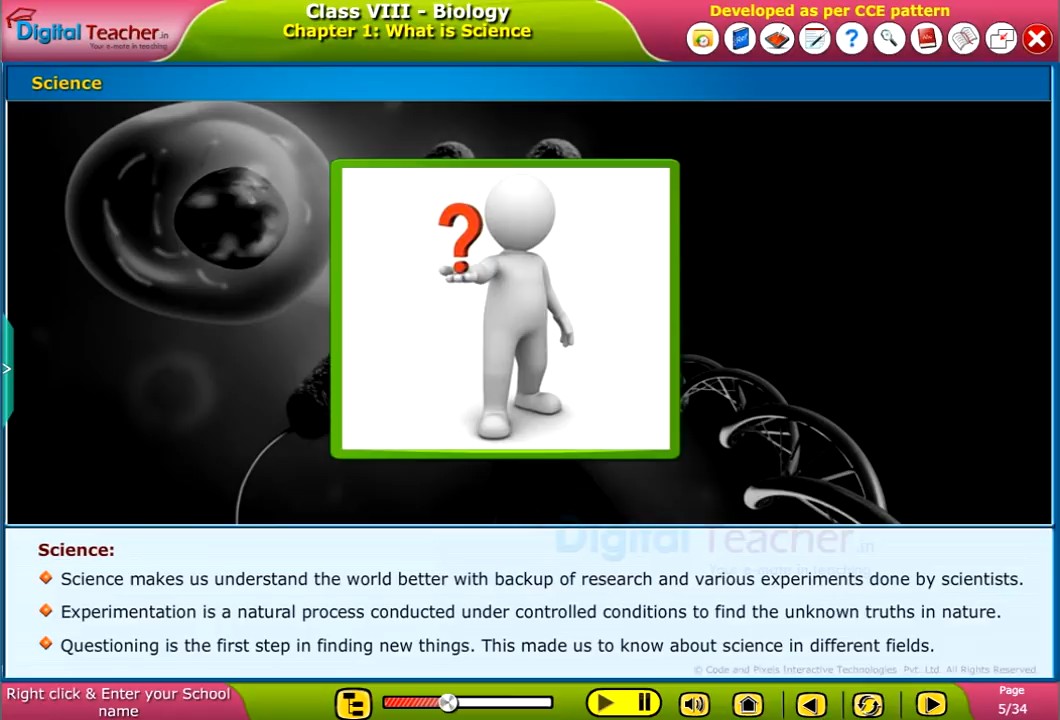 Digital Teacher.in
Your e-mate in teaching
Class VIII - Biology
Chapter 1: What is Science
Developed as per CCE pattern
Ref
?
Science
?
Science:
Science makes us understand the world better with backup of research and various experiments done by scientists.
Experimentation is a natural process conducted under controlled conditions to find the unknown truths in nature.
Questioning is the first step in finding new things. This made us to know about science in different fields.
Digital Teacher.in
Your e-mate in teaching
© Code and Pixels Interactive Technologies Pvt. Ltd. All Rights Reserved.
Right click & Enter your School
name
Page
5/34